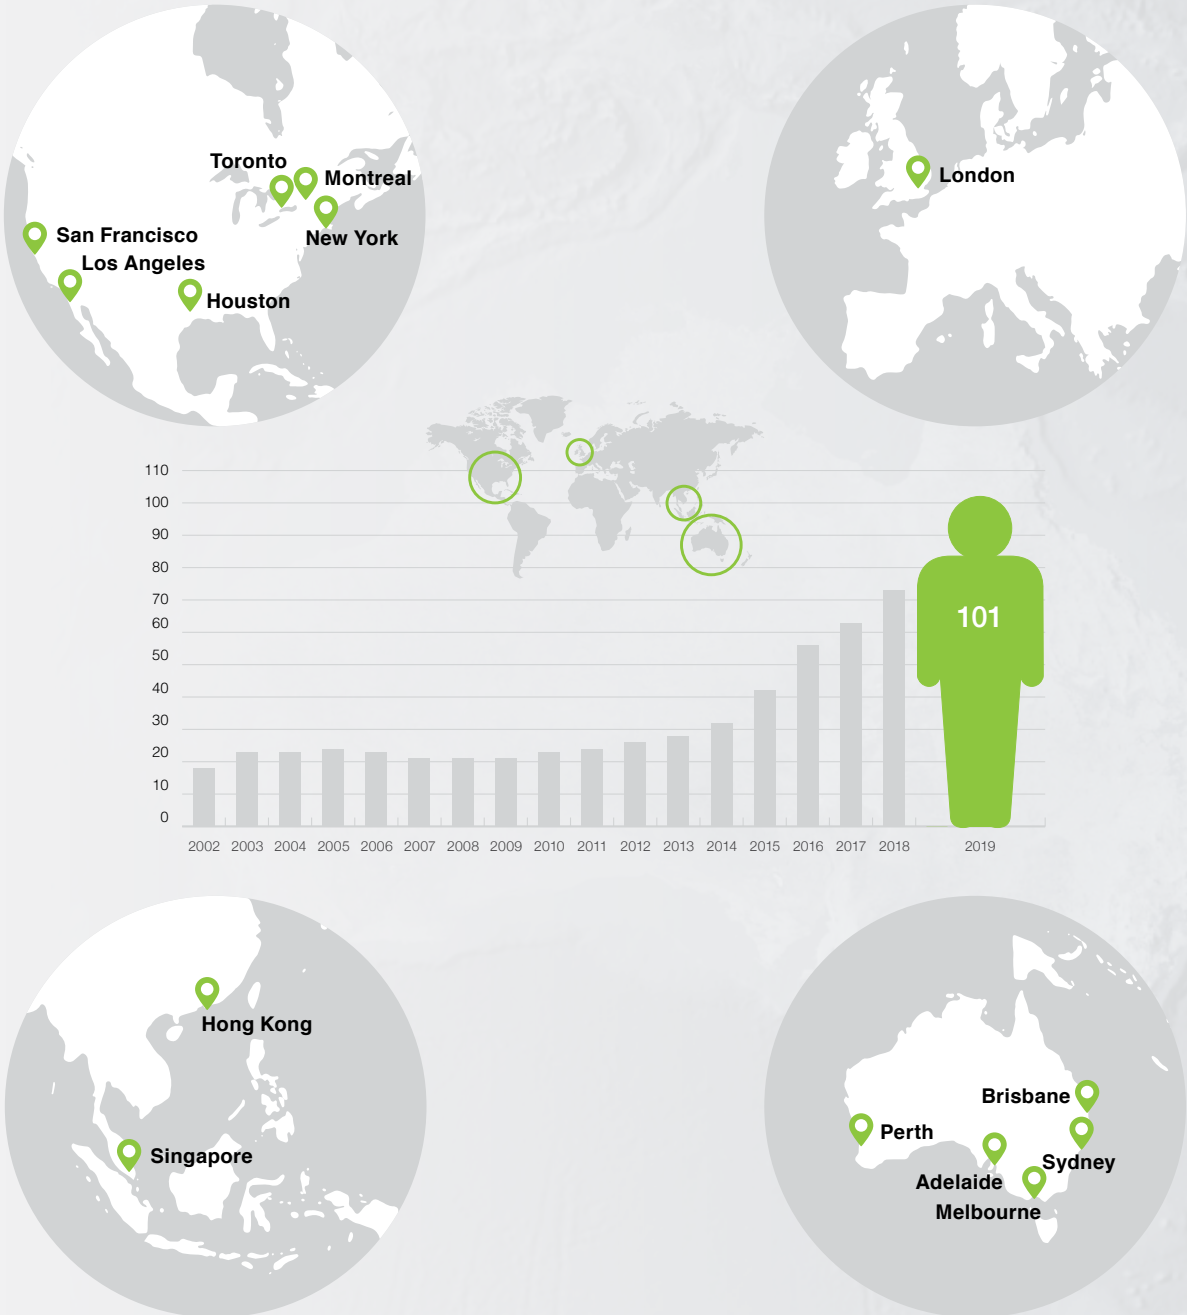 Toronto
Montreal
New York
San Francisco
Los Angeles
Houston
London
110
100
90
80
70
60
50
40
30
20
10
0
101
2002 2003 2004 2005 2006 2007 2008 2009 2010 2011 2012 2013 2014 2015 2016 2017 2018 2019
Hong Kong
Singapore
Brisbane
Perth
Sydney
Adelaide
Melbourne